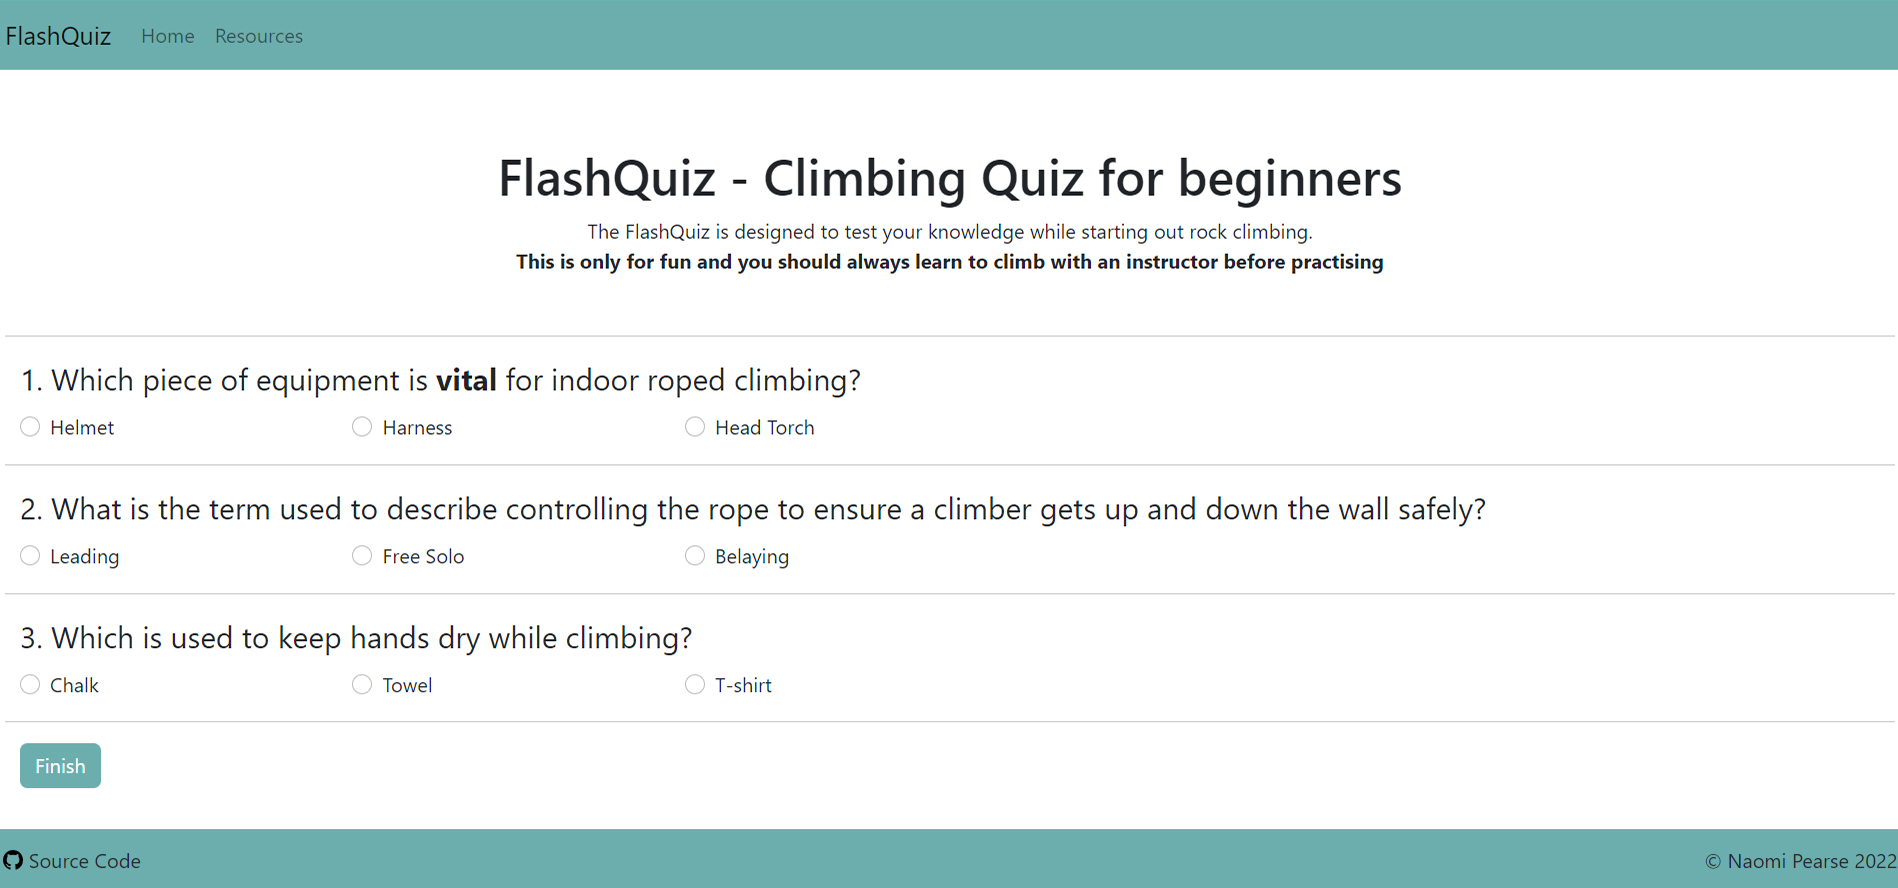 FlashQuiz Home Resources
FlashQuiz - Climbing Quiz for beginners
The FlashQuiz is designed to test your knowledge while starting out rock climbing.
This is only for fun and you should always learn to climb with an instructor before practising
1. Which piece of equipment is vital for indoor roped climbing?
Helmet Harness Head Torch
2. What is the term used to describe controlling the rope to ensure a climber gets up and down the wall safely?
Leading Free Solo Belaying
3. Which is used to keep hands dry while climbing?
Chalk Towel T-shirt
Finish
Source Code © Naomi Pearse 2022